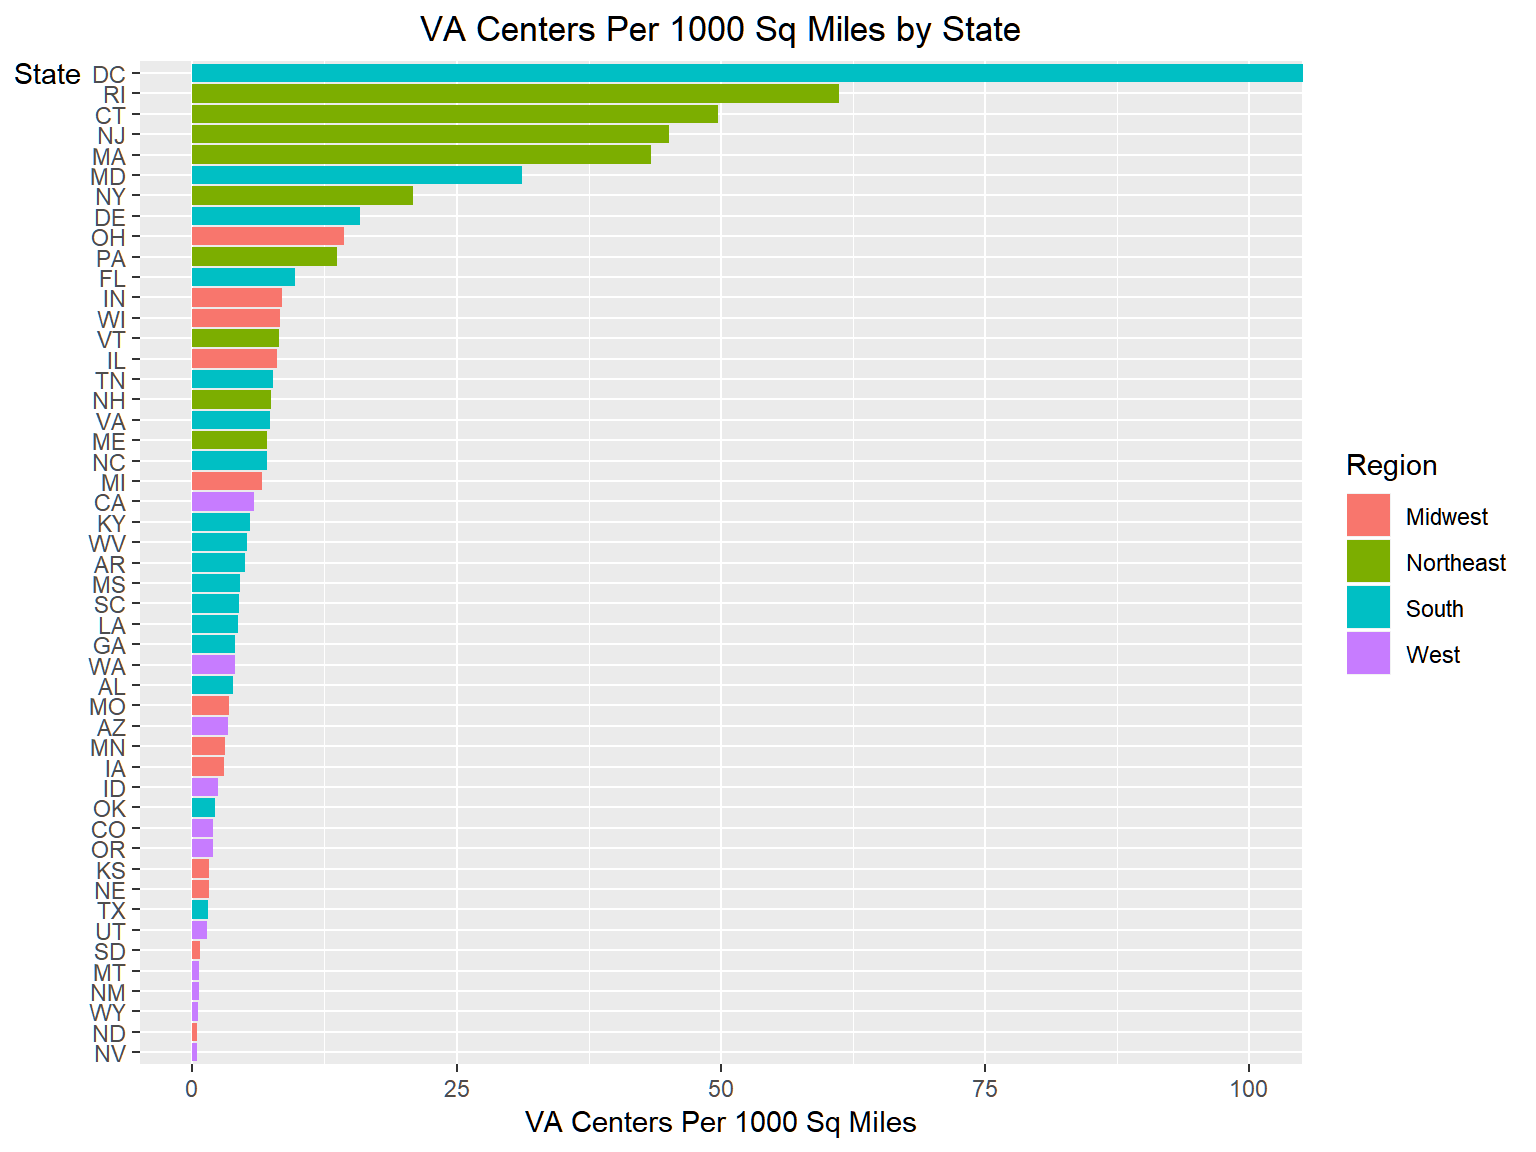 VA Centers Per 1000 Sq Miles by State
State
DC
RI
CT
NJ
MA
MD
NY
DE
OH
PA
FL
IN
WI
VT
IL
TN
NH
VA
ME
NC
MI
CA
KY
WV
AR
MS
SC
LA
GA
WA
AL
MO
AZ
MN
IA
ID
OK
CO
OR
KS
NE
TX
UT
SD
MT
NM
WY
ND
NV
0 25 50 75 100
VA Centers Per 1000 Sq Miles
Region
Midwest
Northeast
South
West